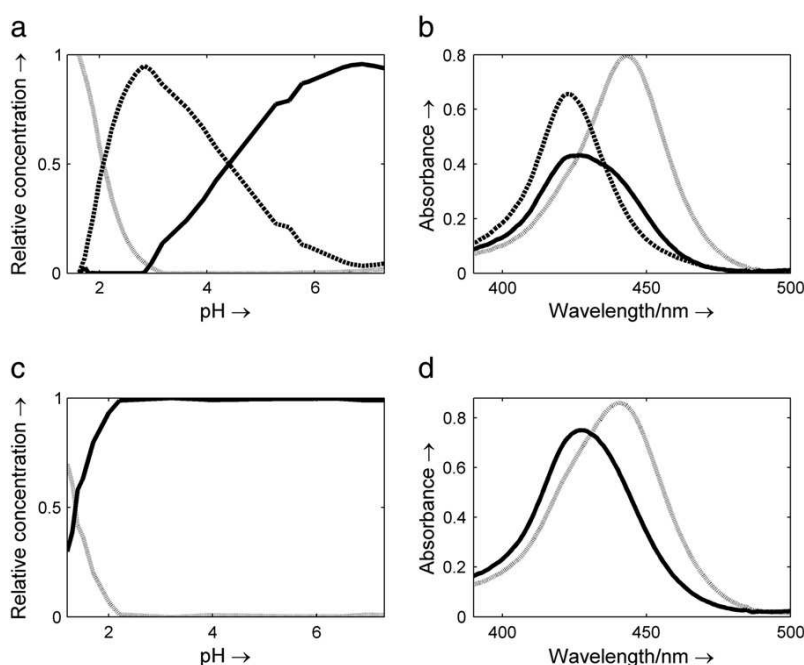 a
Relative concentration →
1
0.5
0
2
4
6
pH →
b
Absorbance →
0.8
0.6
0.4
0.2
0
400
450
500
Wavelength/nm →
c
Relative concentration →
1
0.5
0
2
4
6
pH →
d
Absorbance →
0.8
0.6
0.4
0.2
0
400
450
500
Wavelength/nm →